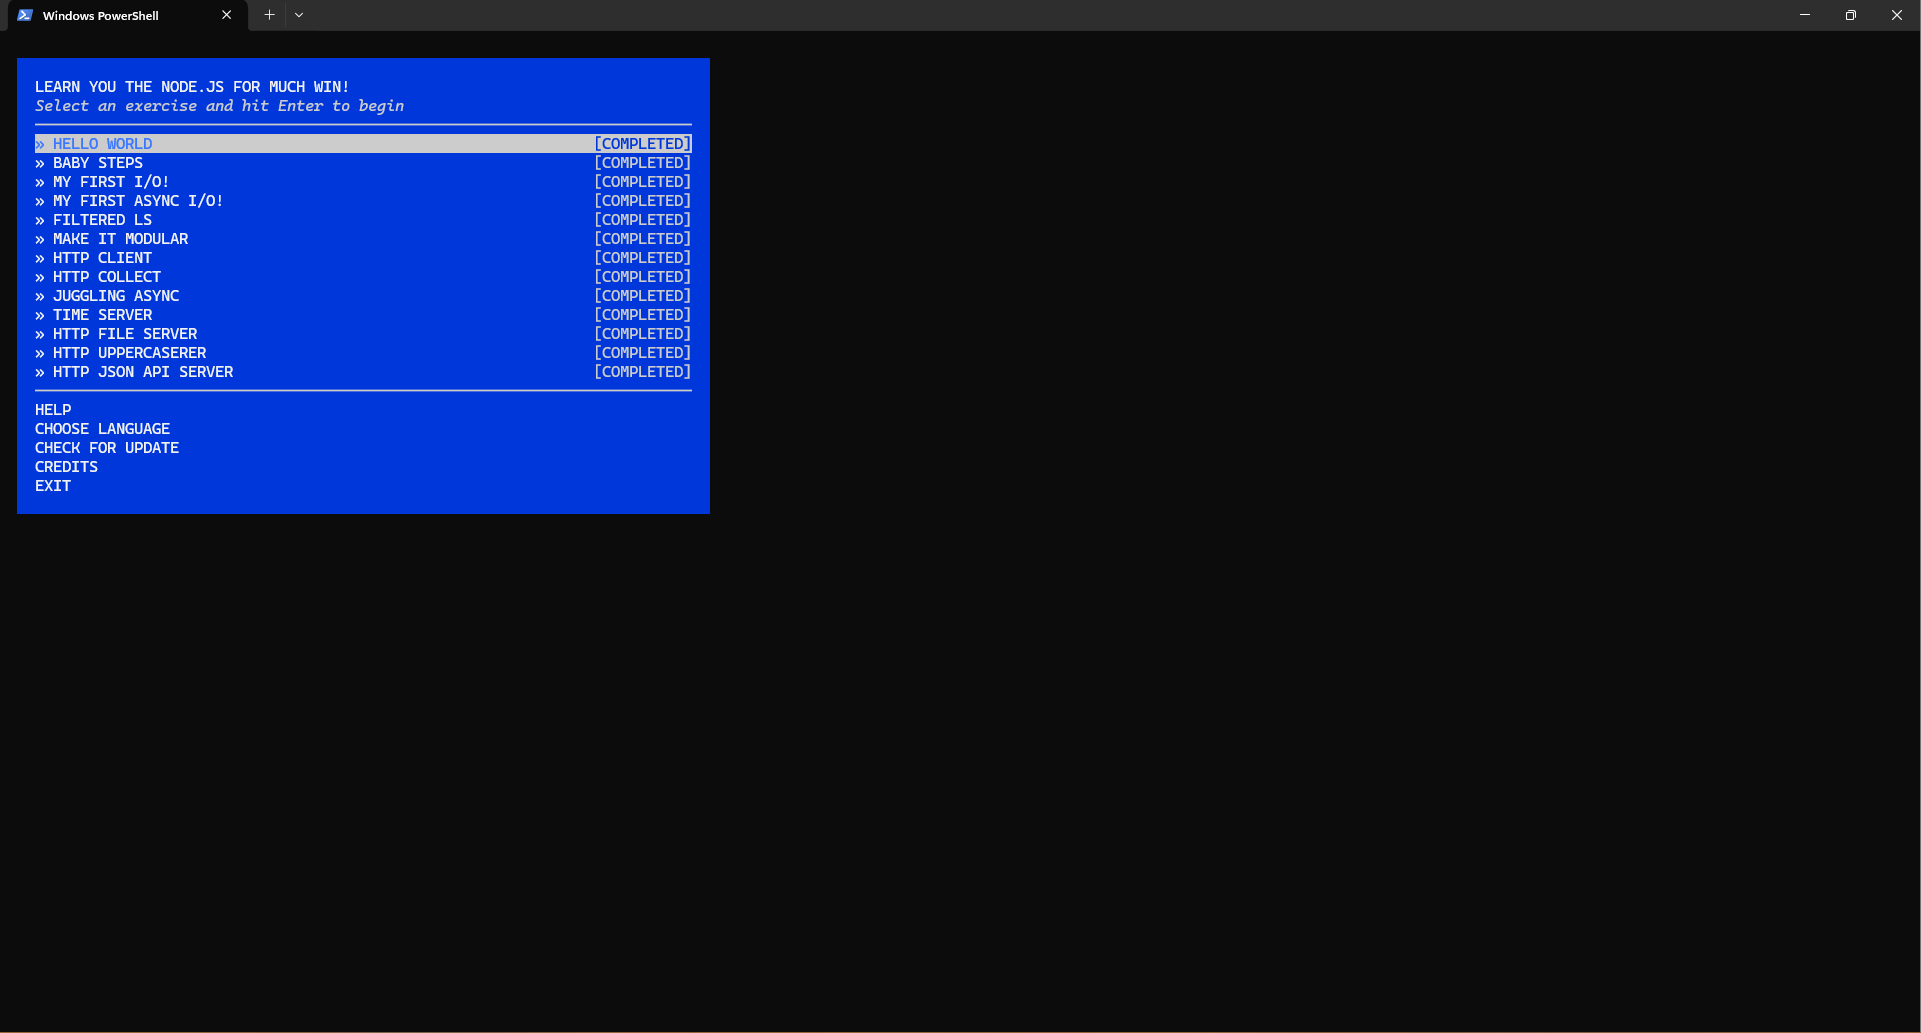 Windows PowerShell
LEARN YOU THE NODE.JS FOR MUCH WIN!
Select an exercise and hit Enter to begin
» HELLO WORLD [COMPLETED]
» BABY STEPS [COMPLETED]
» MY FIRST I/O! [COMPLETED]
» MY FIRST ASYNC I/O! [COMPLETED]
» FILTERED LS [COMPLETED]
» MAKE IT MODULAR [COMPLETED]
» HTTP CLIENT [COMPLETED]
» HTTP COLLECT [COMPLETED]
» JUGGLING ASYNC [COMPLETED]
» TIME SERVER [COMPLETED]
» HTTP FILE SERVER [COMPLETED]
» HTTP UPPERCASERER [COMPLETED]
» HTTP JSON API SERVER [COMPLETED]
HELP
CHOOSE LANGUAGE
CHECK FOR UPDATE
CREDITS
EXIT